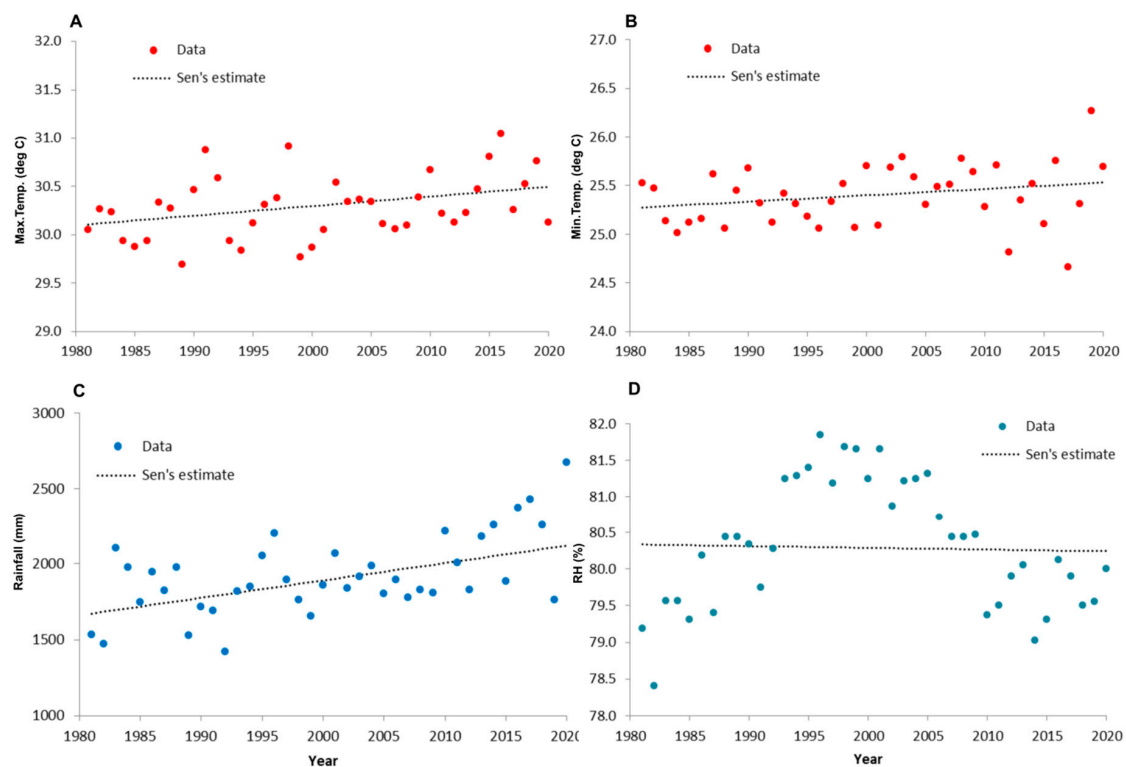 A
32.0
31.5
31.0
30.5
30.0
29.5
29.0
Max.Temp. (deg C)
Data
Sen's estimate
1980 1985 1990 1995 2000 2005 2010 2015 2020
B
27.0
26.0
25.5
25.0
24.5
24.0
Min.Temp. (deg C)
Data
Sen's estimate
1980 1985 1990 1995 2000 2005 2010 2015 2020
C
3000
2500
2000
1500
1000
Rainfall (mm)
Data
Sen's estimate
1980 1985 1990 1995 2000 2005 2010 2015 2020
Year
D
82.0
81.5
81.0
80.5
80.0
79.5
79.0
78.5
78.0
RH (%)
Data
Sen's estimate
1980 1985 1990 1995 2000 2005 2010 2015 2020
Year